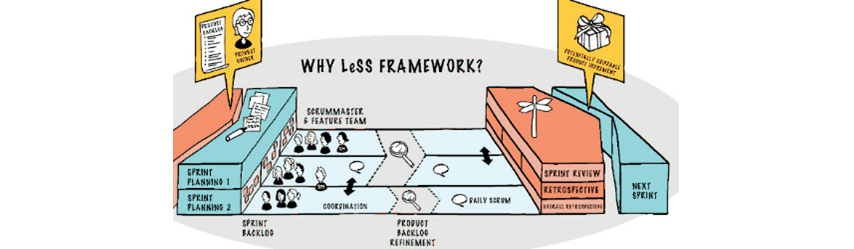 PRODUCT
BACKLOG
PRODUCT
OWNER
POTENTIALLY SHIPPABLE
PRODUCT INCREMENT
WHY LeSS FRAMEWORK?
SCRUMMASTER
& FEATURE TEAM
SPRINT
PLANNING 1
SPRINT
PLANNING 2
COORDINATION
DAILY SCRUM
SPRINT REVIEW
RETROSPECTIVE
OVERALL RETROSPECTIVE
NEXT
SPRINT
SPRINT
BACKLOG
PRODUCT
BACKLOG
REFINEMENT